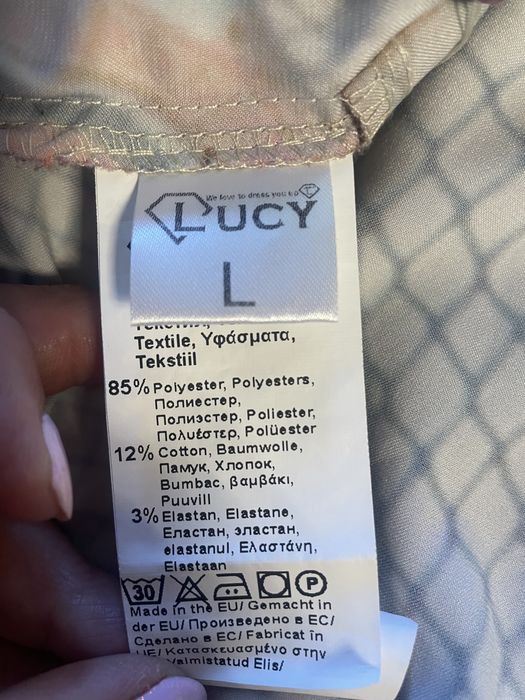 We love to dress you up
LUCY
L
Textile, Υφάσματα,
Tekstiil
85% Polyester, Polyesters,
Полиестер,
Полиэстер, Poliester,
Πολυέστερ, Polüester
12% Cotton, Baumwolle,
Памук, Хлопок,
Bumbac, βαμβάκι,
Puuvill
3% Elastan, Elastane,
Еластан, эластан,
elastanul, Ελαστάνη,
Elastaan
30 P
Made in the EU/ Gemacht in
der EU/ Произведено в ЕС/
Сделано в ЕС/ Fabricat în
UE/ Κατασκευασμένο στην
Valmistatud Elis/